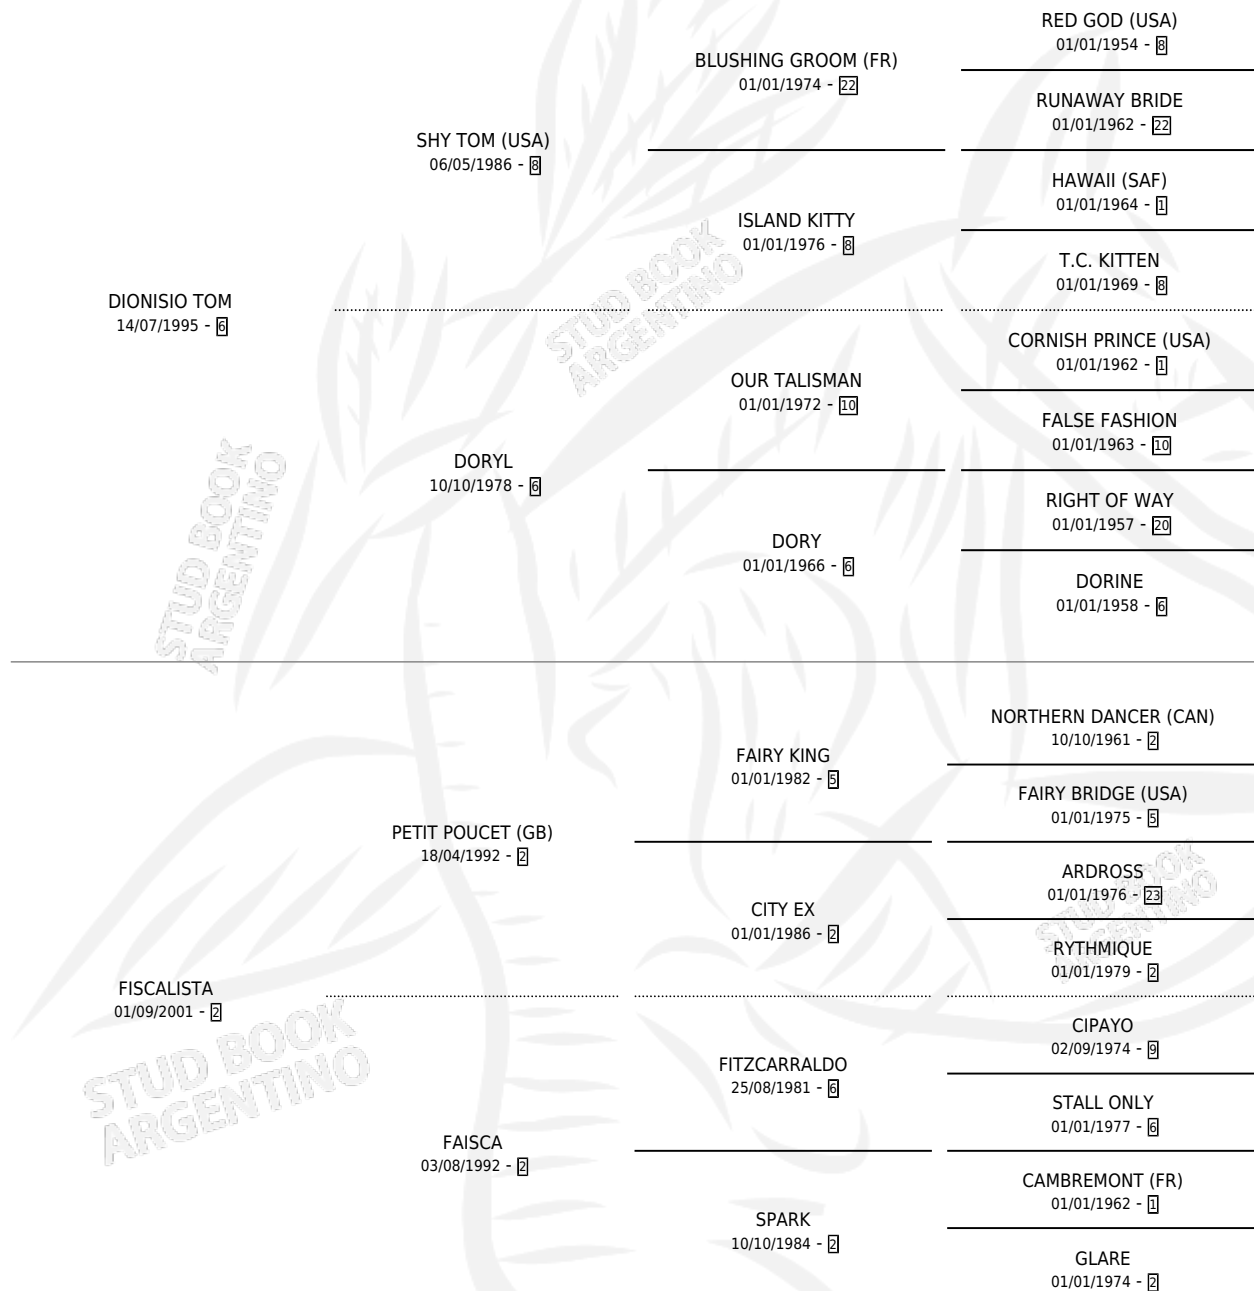 RED GOD (USA)
01/01/1954 - 8
BLUSHING GROOM (FR)
01/01/1974 - 22
RUNAWAY BRIDE
01/01/1962 - 22
SHY TOM (USA)
06/05/1986 - 8
HAWAII (SAF)
01/01/1964 - 1
ISLAND KITTY
01/01/1976 - 8
T.C. KITTEN
01/01/1969 - 8
DIONISIO TOM
14/07/1995 - 6
CORNISH PRINCE (USA)
01/01/1962 - 1
OUR TALISMAN
01/01/1972 - 10
FALSE FASHION
01/01/1963 - 10
DORYL
10/10/1978 - 6
RIGHT OF WAY
01/01/1957 - 20
DORY
01/01/1966 - 6
DORINE
01/01/1958 - 6
STUD BOOK
ARGENTINO
STUD BOOK
ARGENTINO
NORTHERN DANCER (CAN)
10/10/1961 - 2
FAIRY KING
01/01/1982 - 5
FAIRY BRIDGE (USA)
01/01/1975 - 5
PETIT POUCET (GB)
18/04/1992 - 2
ARDROSS
01/01/1976 - 23
CITY EX
01/01/1986 - 2
RYTHMIQUE
01/01/1979 - 2
FISCALISTA
01/09/2001 - 2
CIPAYO
02/09/1974 - 9
FITZCARRALDO
25/08/1981 - 6
STALL ONLY
01/01/1977 - 6
FAISCA
03/08/1992 - 2
CAMBREMONT (FR)
01/01/1962 - 1
SPARK
10/10/1984 - 2
GLARE
01/01/1974 - 2
STUD BOOK
ARGENTINO
STUD BOOK
ARGENTINO